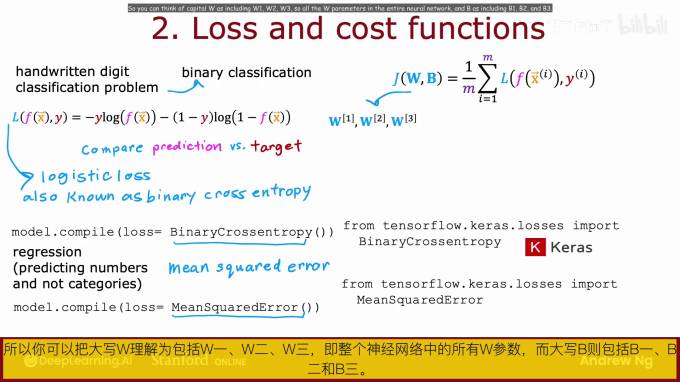 So you can think of capital W as including W1, W2, W3, so all the W parameters in the entire neural network, and B as including B1, B2, and B3.
bilibili
2. Loss and cost functions
handwritten digit
classification problem
binary classification
J(W, B) = 1/m ∑_{i=1}^{m} L(f(x⃗^{(i)}), y^{(i)})
L(f(x⃗), y) = -ylog(f(x⃗)) - (1 - y)log(1 - f(x⃗))
W^{[1]}, W^{[2]}, W^{[3]}
compare prediction vs. target
logistic loss
also known as binary cross entropy
model.compile(loss= BinaryCrossentropy())
from tensorflow.keras.losses import
BinaryCrossentropy
K Keras
regression
(predicting numbers
and not categories)
mean squared error
model.compile(loss= MeanSquaredError())
from tensorflow.keras.losses import
MeanSquaredError
所以你可以把大写W理解为包括W一、W二、W三，即整个神经网络中的所有W参数，而大写B则包括B一、B
二和B三。
DeepLearning.AI
Stanford ONLINE
Andrew Ng